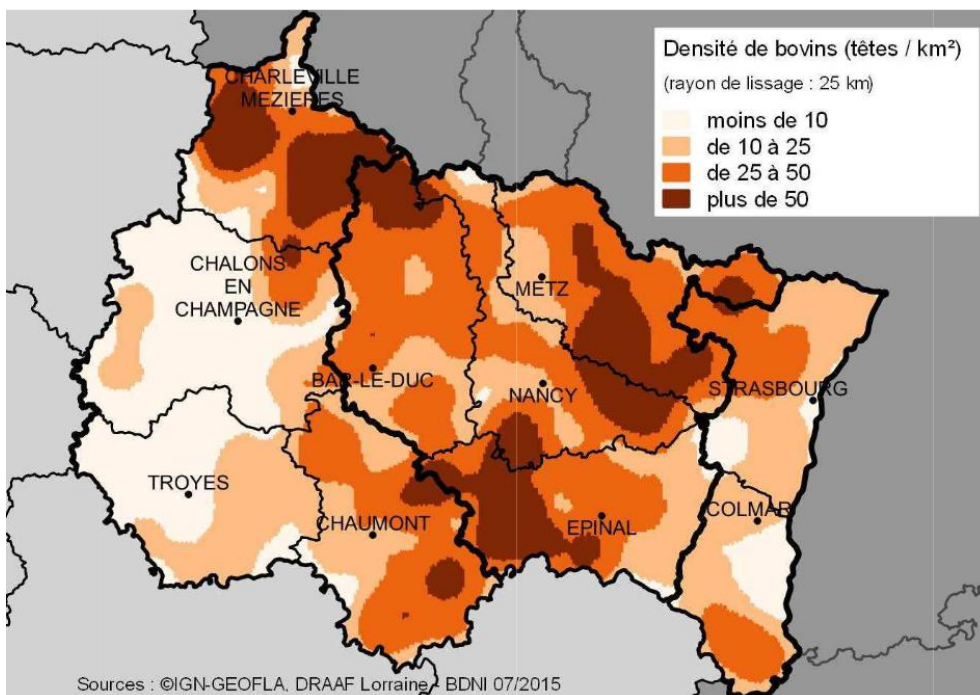 Densité de bovins (têtes / km²)
(rayon de lissage : 25 km)
moins de 10
de 10 à 25
de 25 à 50
plus de 50
CHARLEVILLE
MEZIERES
CHALONS
EN
CHAMPAGNE
METZ
BAR-LE-DUC
NANCY
STRASBOURG
TROYES
CHAUMONT
EPINAL
COLMAR
Sources : ©IGN-GEOFLA, DRAAF Lorraine - BDNI 07/2015